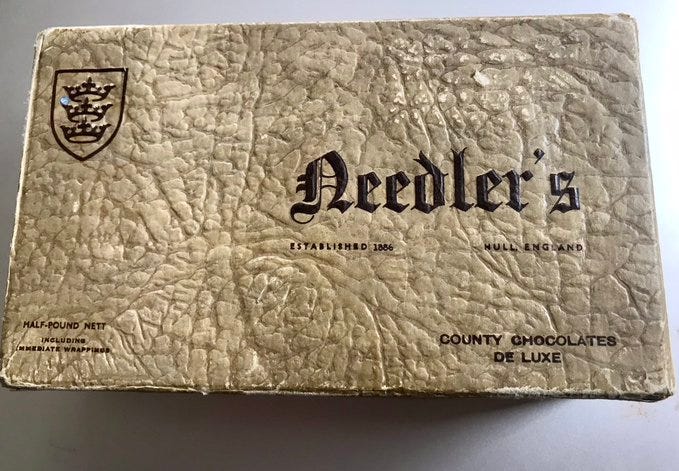 Needler's
ESTABLISHED 1886
HULL, ENGLAND
HALF-POUND NETT
INCLUDING
IMMEDIATE WRAPPINGS
COUNTY CHOCOLATES
DE LUXE